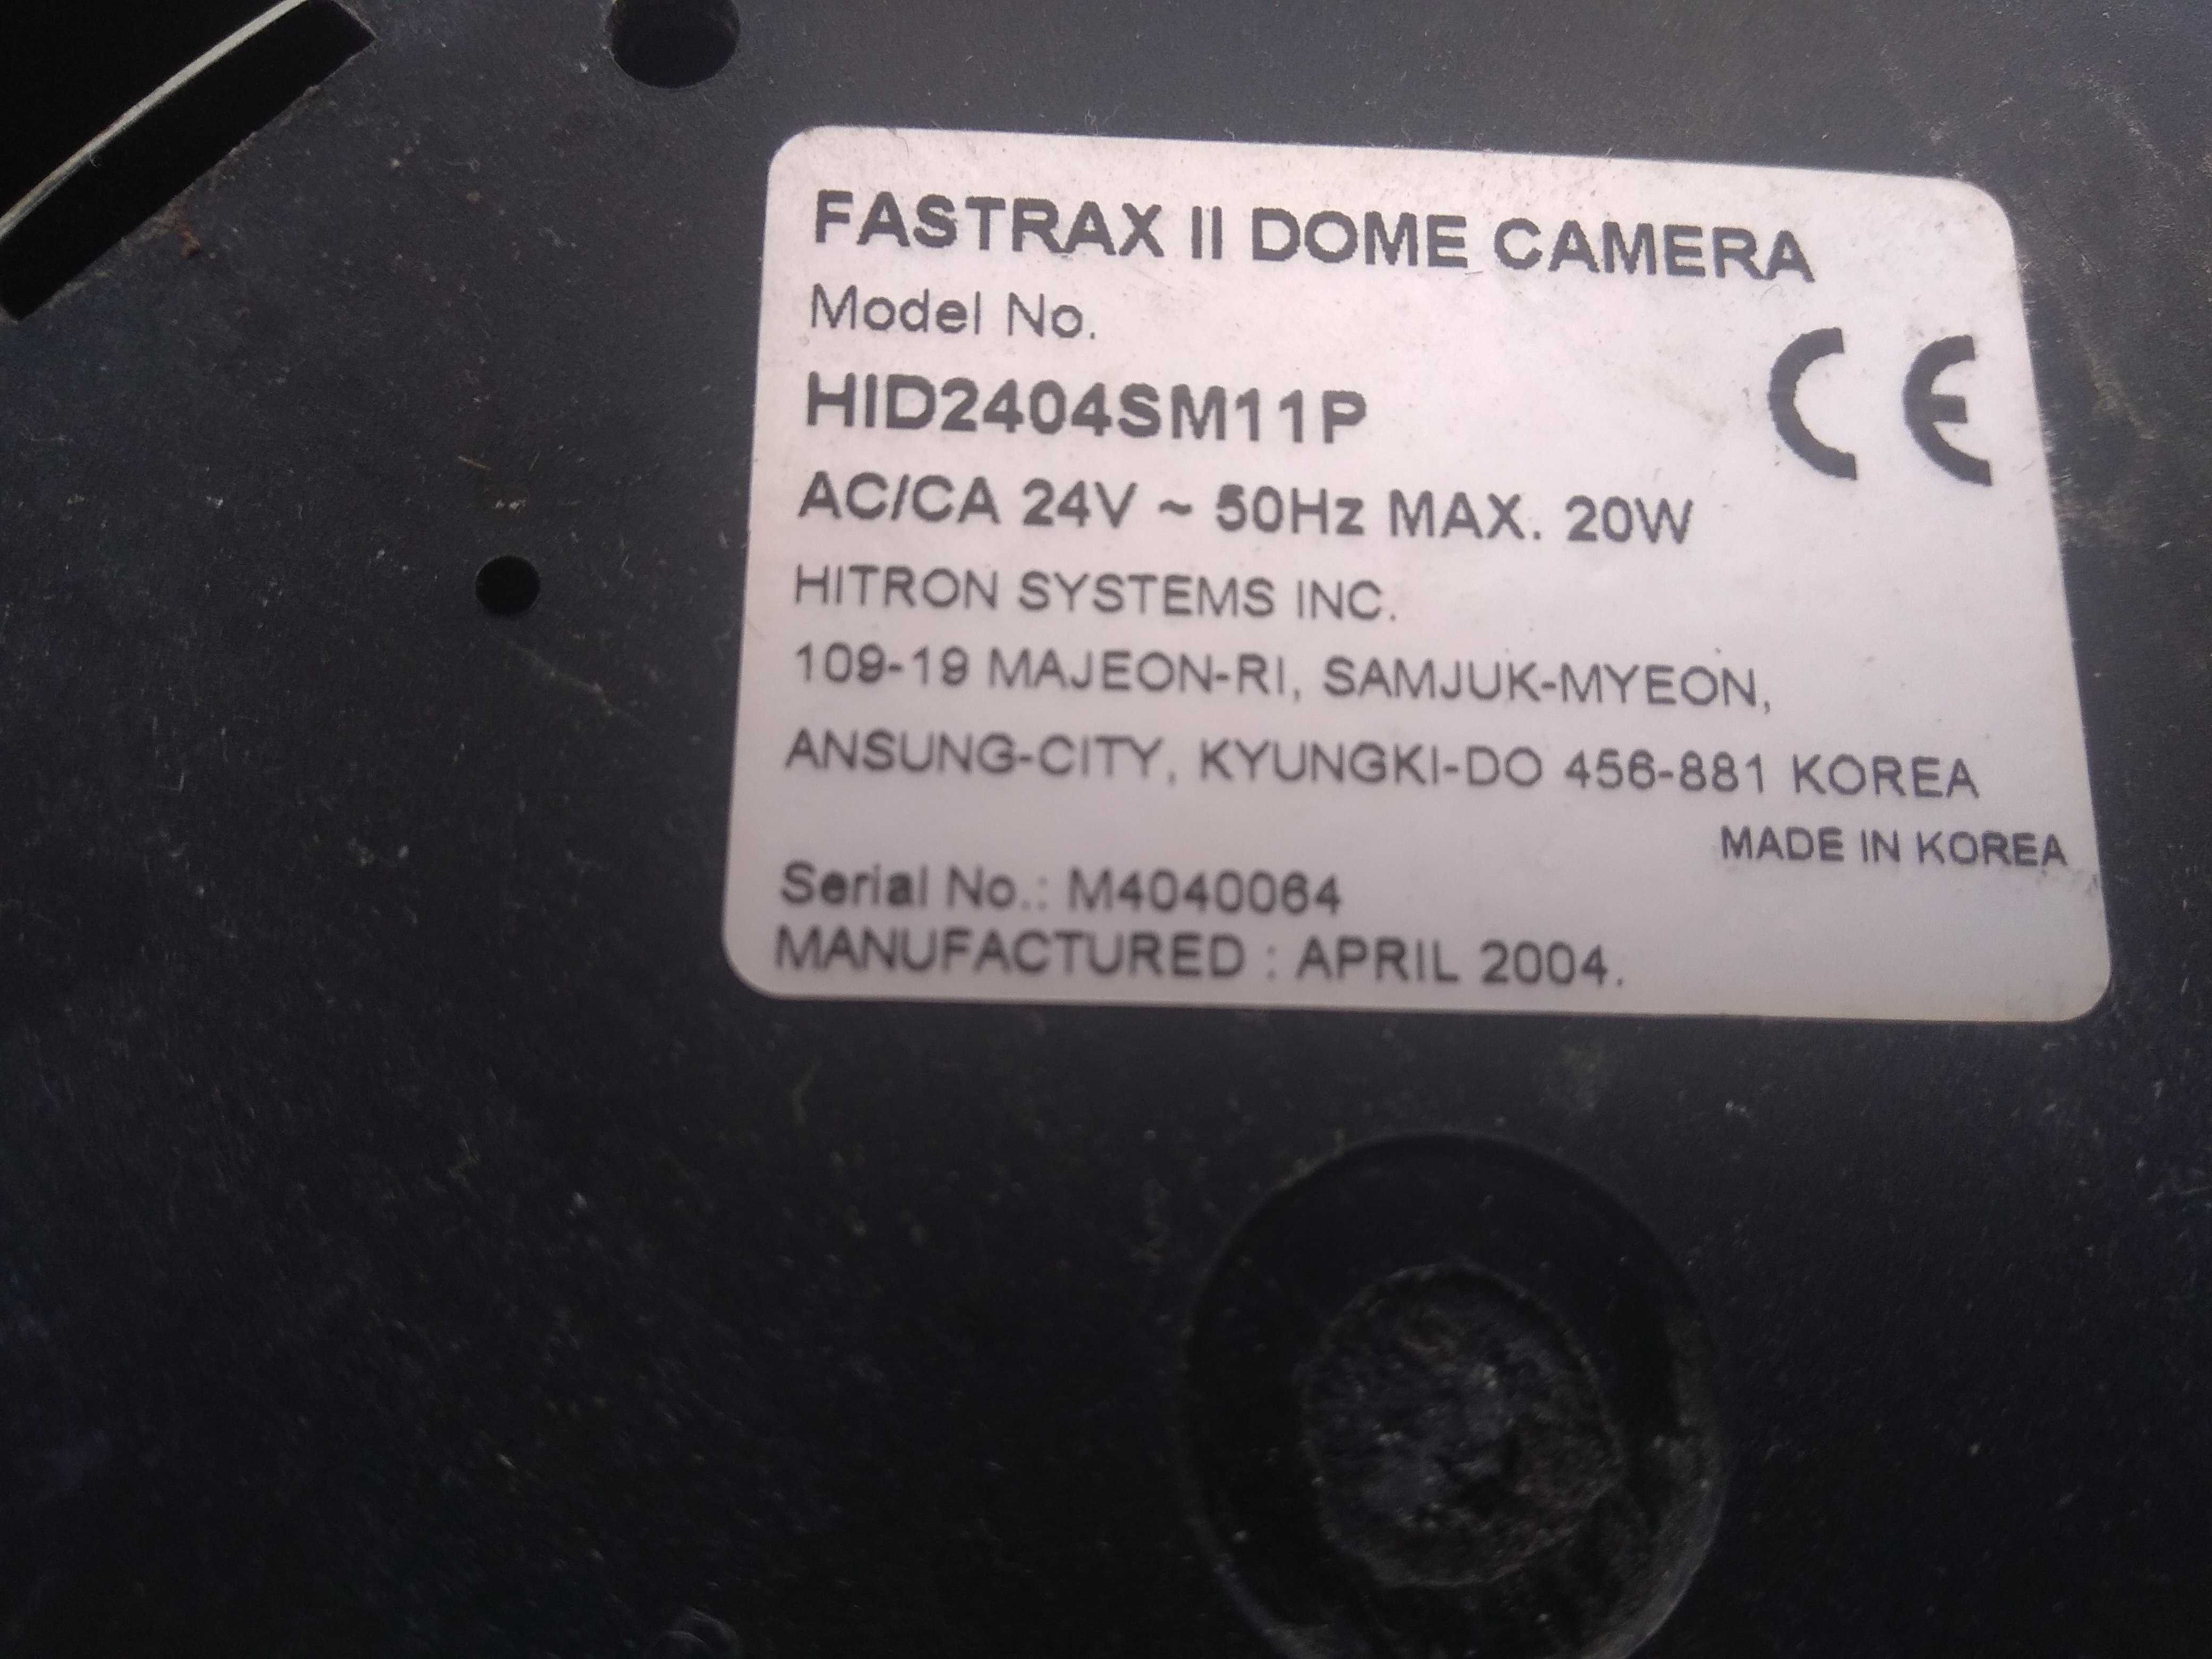 FASTRAX II DOME CAMERA
Model No.
HID2404SM11P
CE
AC/CA 24V ~ 50Hz MAX. 20W
HITRON SYSTEMS INC.
109-19 MAJEON-RI, SAMJUK-MYEON,
ANSUNG-CITY, KYUNGKI-DO 456-881 KOREA
MADE IN KOREA
Serial No.: M4040064
MANUFACTURED : APRIL 2004.